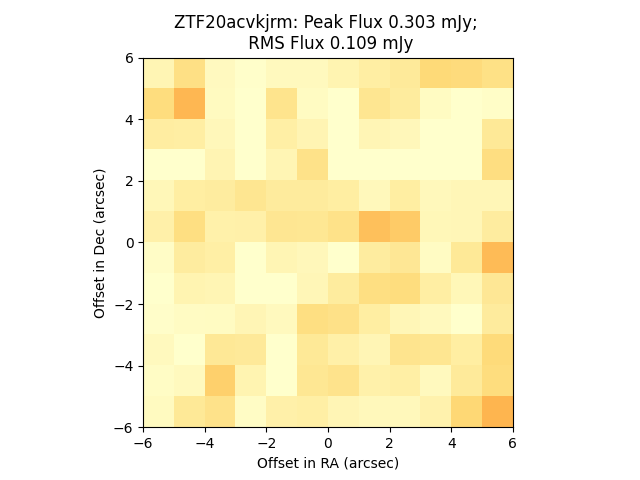 ZTF20acvkjrm: Peak Flux 0.303 mJy;
RMS Flux 0.109 mJy
6
4
2
0
−2
−4
−6
Offset in Dec (arcsec)
−6 −4 −2 0 2 4 6
Offset in RA (arcsec)